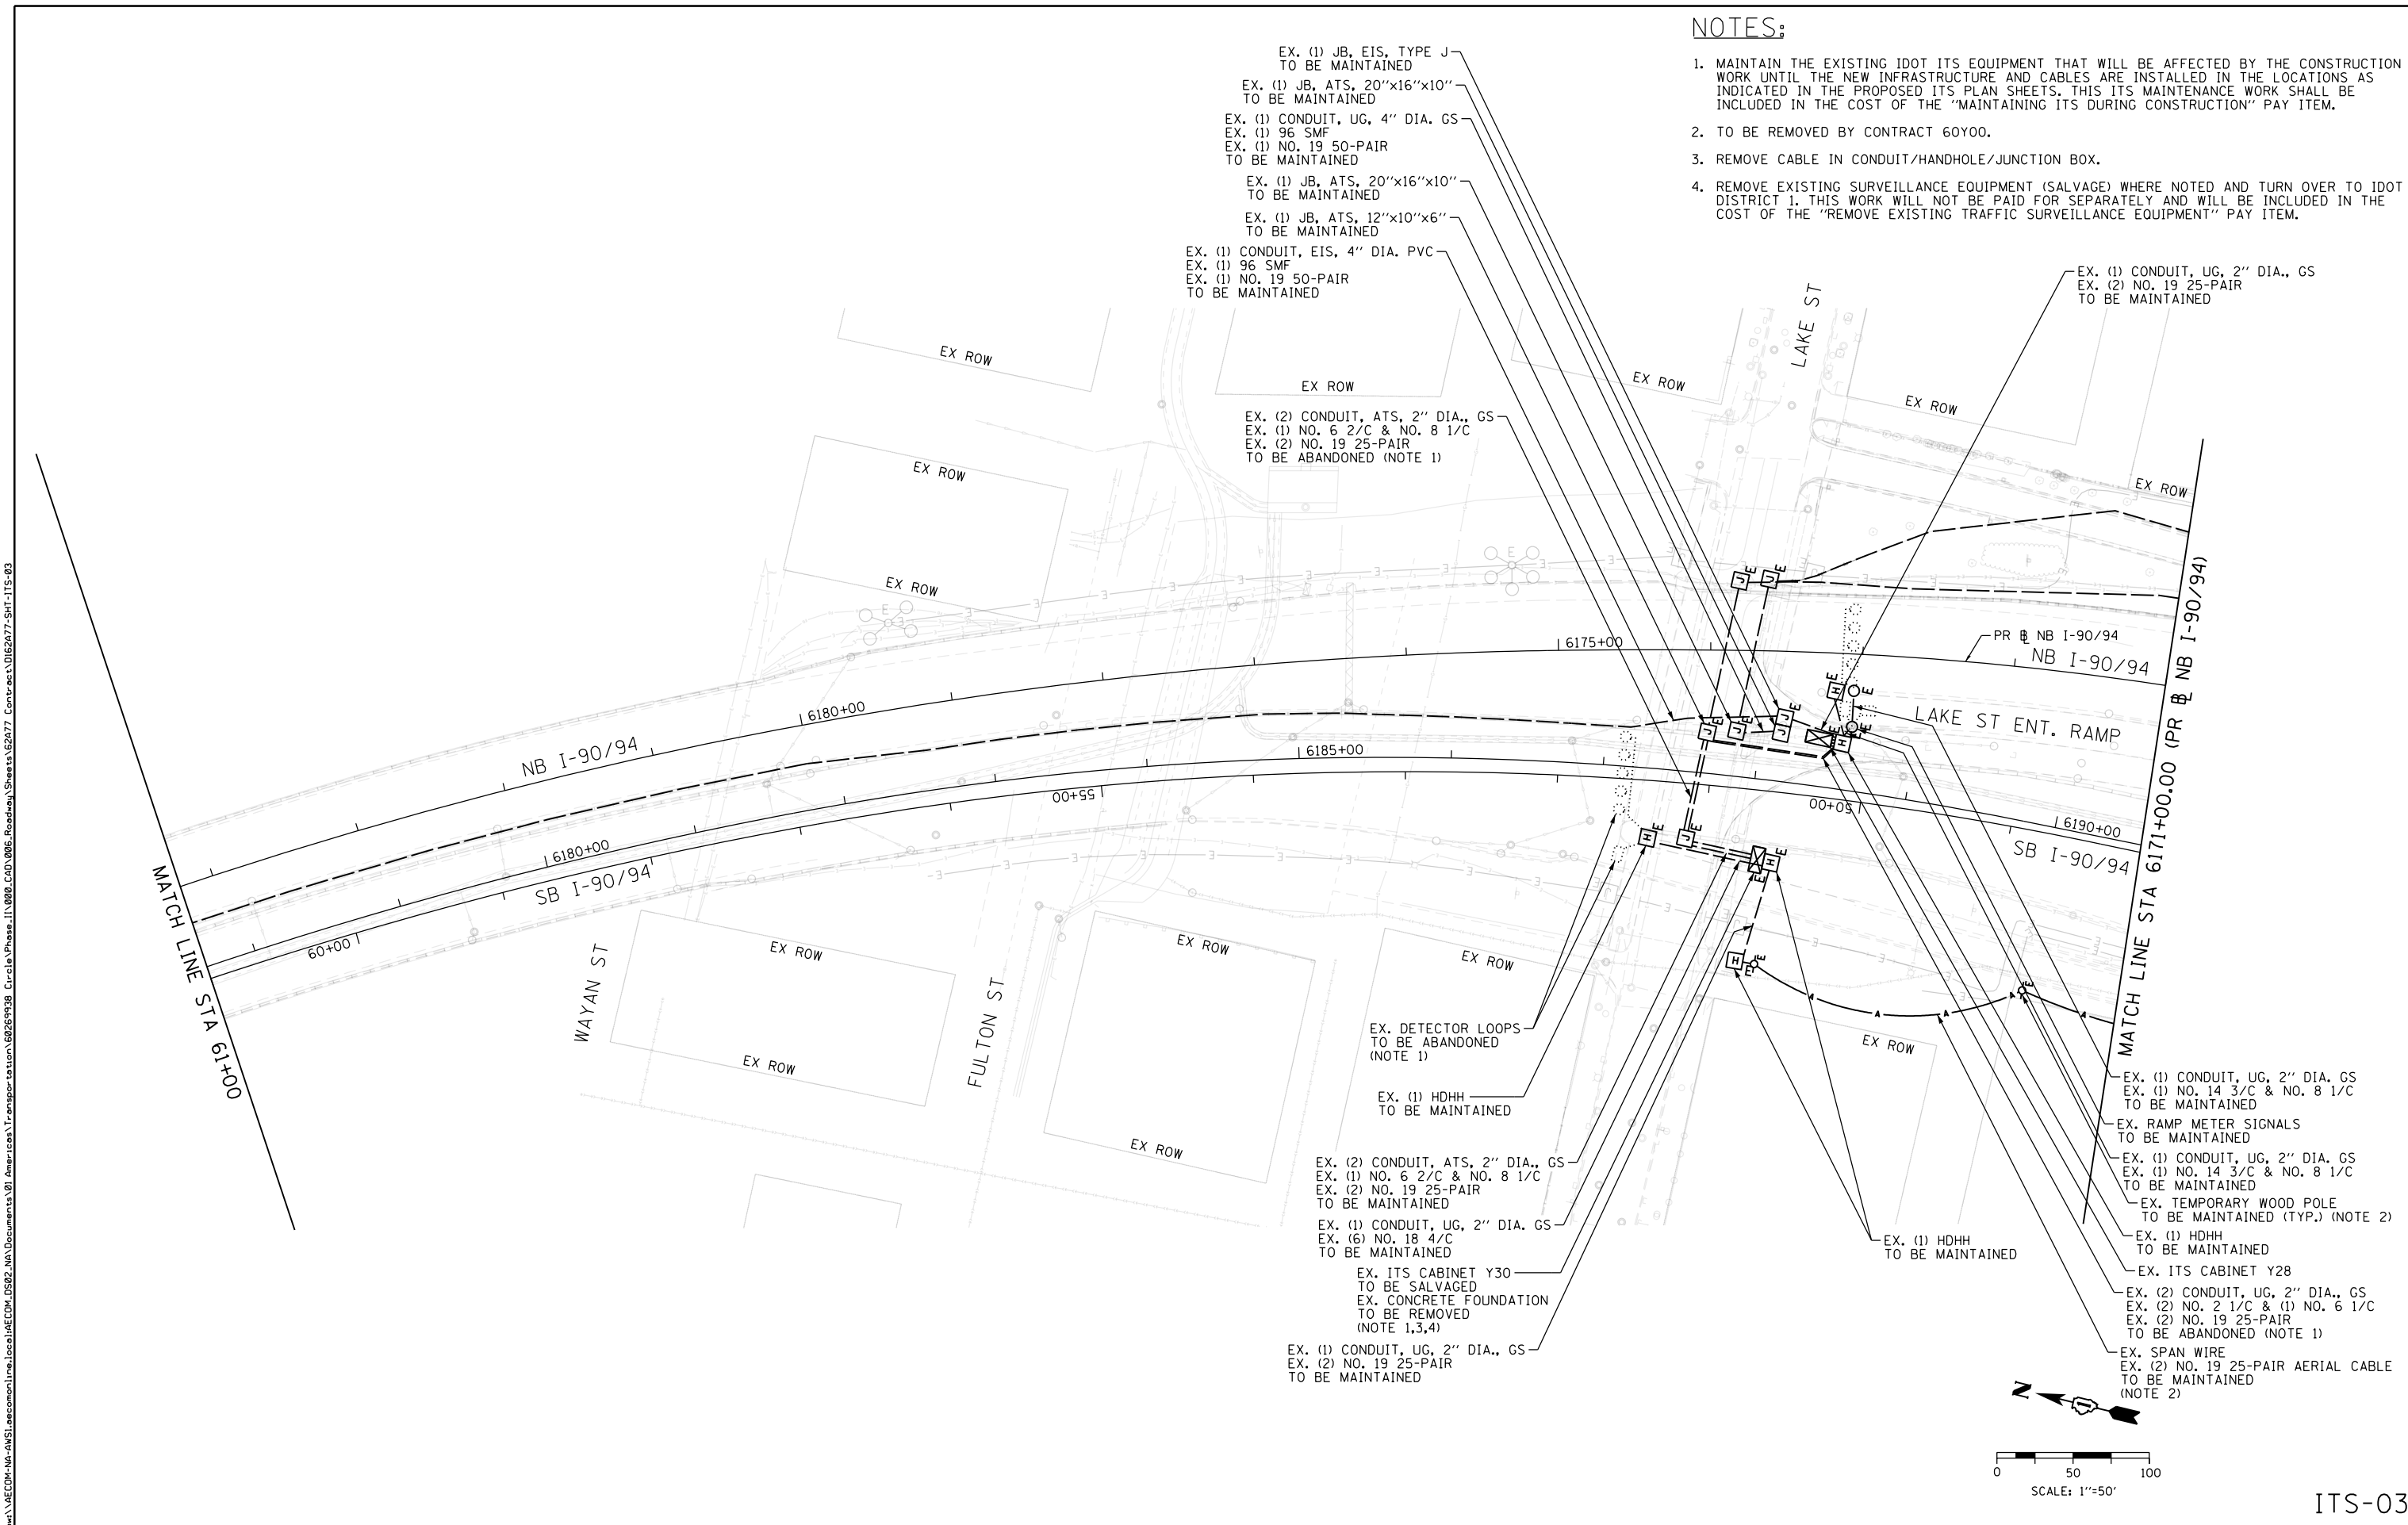 NOTES:
1. MAINTAIN THE EXISTING IDOT ITS EQUIPMENT THAT WILL BE AFFECTED BY THE CONSTRUCTION
WORK UNTIL THE NEW INFRASTRUCTURE AND CABLES ARE INSTALLED IN THE LOCATIONS AS
INDICATED IN THE PROPOSED ITS PLAN SHEETS. THIS ITS MAINTENANCE WORK SHALL BE
INCLUDED IN THE COST OF THE "MAINTAINING ITS DURING CONSTRUCTION" PAY ITEM.
2. TO BE REMOVED BY CONTRACT 60Y00.
3. REMOVE CABLE IN CONDUIT/HANDHOLE/JUNCTION BOX.
4. REMOVE EXISTING SURVEILLANCE EQUIPMENT (SALVAGE) WHERE NOTED AND TURN OVER TO IDOT
DISTRICT 1. THIS WORK WILL NOT BE PAID FOR SEPARATELY AND WILL BE INCLUDED IN THE
COST OF THE "REMOVE EXISTING TRAFFIC SURVEILLANCE EQUIPMENT" PAY ITEM.
EX. (1) JB, EIS, TYPE J
TO BE MAINTAINED
EX. (1) JB, ATS, 20"x16"x10"
TO BE MAINTAINED
EX. (1) CONDUIT, UG, 4" DIA. GS
EX. (1) 96 SMF
EX. (1) NO. 19 50-PAIR
TO BE MAINTAINED
EX. (1) JB, ATS, 20"x16"x10"
TO BE MAINTAINED
EX. (1) JB, ATS, 12"x10"x6"
TO BE MAINTAINED
EX. (1) CONDUIT, EIS, 4" DIA. PVC
EX. (1) 96 SMF
EX. (1) NO. 19 50-PAIR
TO BE MAINTAINED
EX. (1) CONDUIT, UG, 2" DIA., GS
EX. (2) NO. 19 25-PAIR
TO BE MAINTAINED
LAKE ST
EX ROW
EX ROW
EX ROW
EX ROW
EX. (2) CONDUIT, ATS, 2" DIA., GS
EX. (1) NO. 6 2/C & NO. 8 1/C
EX. (2) NO. 19 25-PAIR
TO BE ABANDONED (NOTE 1)
EX ROW
EX ROW
EX ROW
PR BL NB I-90/94
NB I-90/94
6175+00
6180+00
NB I-90/94
LAKE ST ENT. RAMP
6185+00
55+00
50+00
6190+00
SB I-90/94
6180+00
SB I-90/94
60+00
MATCH LINE STA 61+00
MATCH LINE STA 6171+00.00 (PR BL NB I-90/94)
WAYAN ST
FULTON ST
EX ROW
EX ROW
EX ROW
EX ROW
EX ROW
EX ROW
EX. DETECTOR LOOPS
TO BE ABANDONED
(NOTE 1)
EX. (1) HDHH
TO BE MAINTAINED
EX. (2) CONDUIT, ATS, 2" DIA., GS
EX. (1) NO. 6 2/C & NO. 8 1/C
EX. (2) NO. 19 25-PAIR
TO BE MAINTAINED
EX. (1) CONDUIT, UG, 2" DIA. GS
EX. (6) NO. 18 4/C
TO BE MAINTAINED
EX. ITS CABINET Y30
TO BE SALVAGED
EX. CONCRETE FOUNDATION
TO BE REMOVED
(NOTE 1,3,4)
EX. (1) CONDUIT, UG, 2" DIA., GS
EX. (2) NO. 19 25-PAIR
TO BE MAINTAINED
EX. (1) HDHH
TO BE MAINTAINED
EX. (1) CONDUIT, UG, 2" DIA. GS
EX. (1) NO. 14 3/C & NO. 8 1/C
TO BE MAINTAINED
EX. RAMP METER SIGNALS
TO BE MAINTAINED
EX. (1) CONDUIT, UG, 2" DIA. GS
EX. (1) NO. 14 3/C & NO. 8 1/C
TO BE MAINTAINED
EX. TEMPORARY WOOD POLE
TO BE MAINTAINED (TYP.) (NOTE 2)
EX. (1) HDHH
TO BE MAINTAINED
EX. ITS CABINET Y28
EX. (2) CONDUIT, UG, 2" DIA., GS
EX. (2) NO. 2 1/C & (1) NO. 6 1/C
EX. (2) NO. 19 25-PAIR
TO BE ABANDONED (NOTE 1)
EX. SPAN WIRE
EX. (2) NO. 19 25-PAIR AERIAL CABLE
TO BE MAINTAINED
(NOTE 2)
N
0 50 100
SCALE: 1"=50'
ITS-03